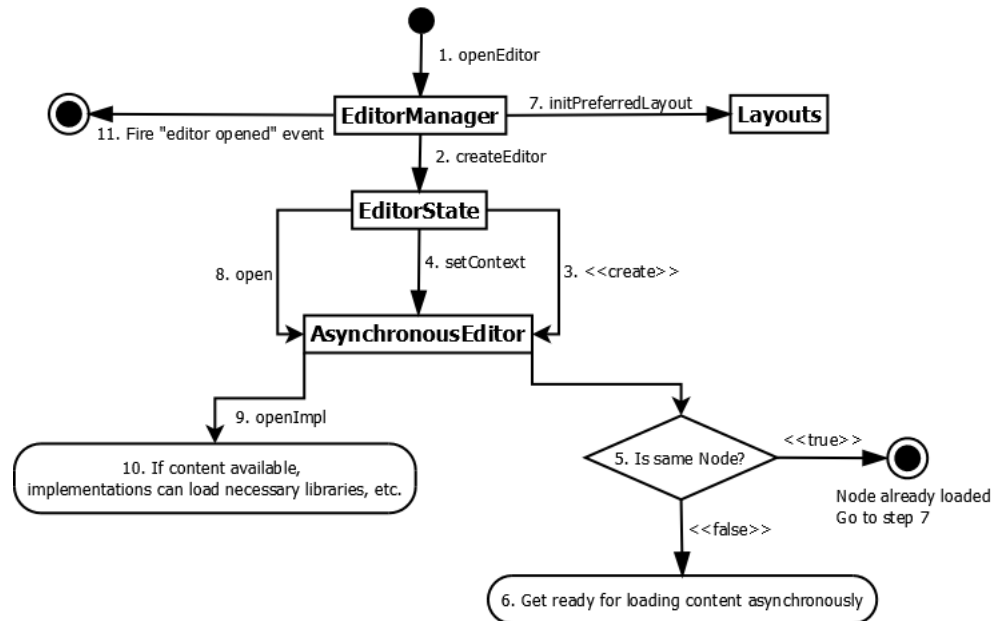 1. openEditor
EditorManager
7. initPreferredLayout
Layouts
11. Fire "editor opened" event
2. createEditor
EditorState
8. open
4. setContext
3. <<create>>
AsynchronousEditor
9. openImpl
10. If content available,
implementations can load necessary libraries, etc.
5. Is same Node?
<<true>>
Node already loaded
Go to step 7
<<false>>
6. Get ready for loading content asynchronously